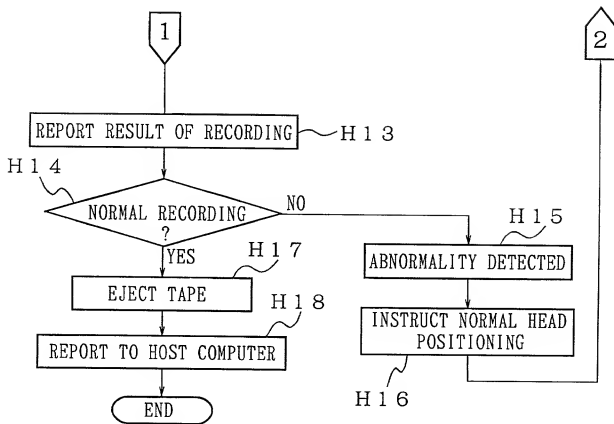 1
2
REPORT RESULT OF RECORDING
H13
H14
NORMAL RECORDING
?
NO
YES
H15
ABNORMALITY DETECTED
H17
EJECT TAPE
H18
INSTRUCT NORMAL HEAD
POSITIONING
REPORT TO HOST COMPUTER
H16
END